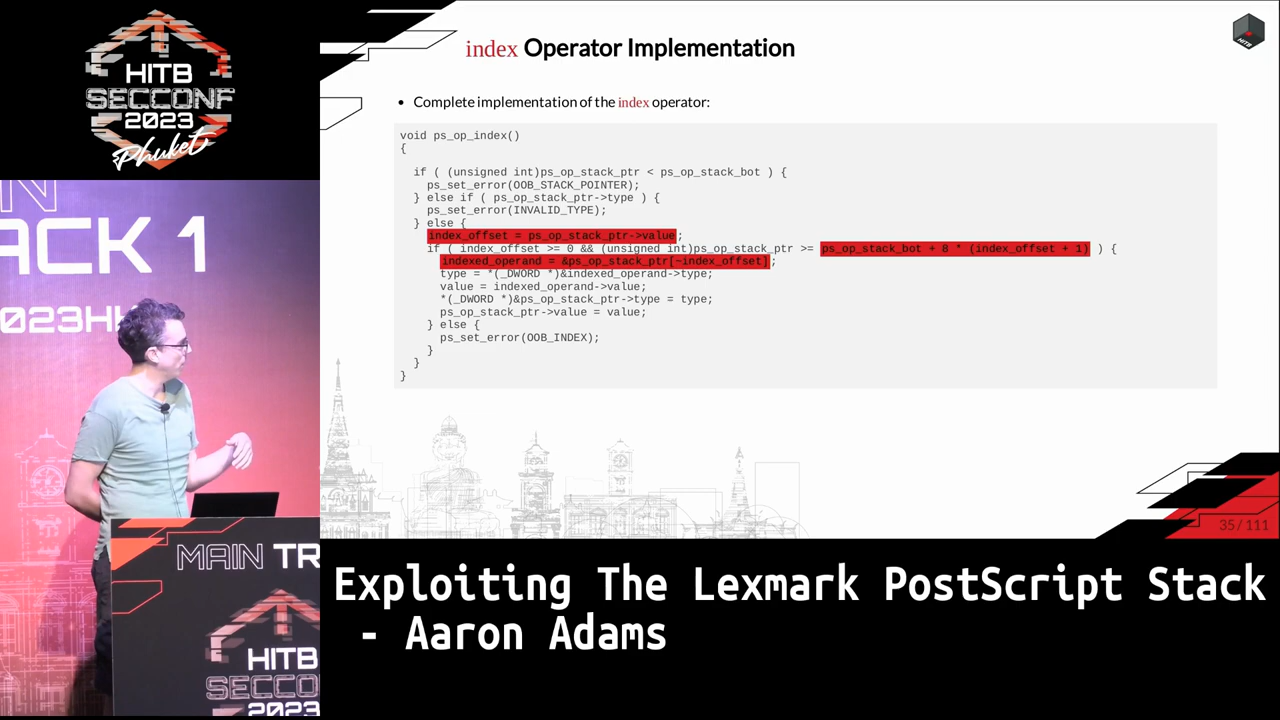 HITB
SECCONF
2023
Phuket
N
ACK 1
023HI
MAIN TR
HITB
SECCO
2023
index Operator Implementation
HITB
• Complete implementation of the index operator:
void ps_op_index()
{
if ( (unsigned int)ps_op_stack_ptr < ps_op_stack_bot ) {
ps_set_error(OOB_STACK_POINTER);
} else if ( ps_op_stack_ptr->type ) {
ps_set_error(INVALID_TYPE);
} else {
index_offset = ps_op_stack_ptr->value;
if ( index_offset >= 0 && (unsigned int)ps_op_stack_ptr >= ps_op_stack_bot + 8 * (index_offset + 1) ) {
indexed_operand = &ps_op_stack_ptr[~index_offset];
type = *(_DWORD *)&indexed_operand->type;
value = indexed_operand->value;
*(_DWORD *)&ps_op_stack_ptr->type = type;
ps_op_stack_ptr->value = value;
} else {
ps_set_error(OOB_INDEX);
}
}
}
35 / 111
Exploiting The Lexmark PostScript Stack
- Aaron Adams